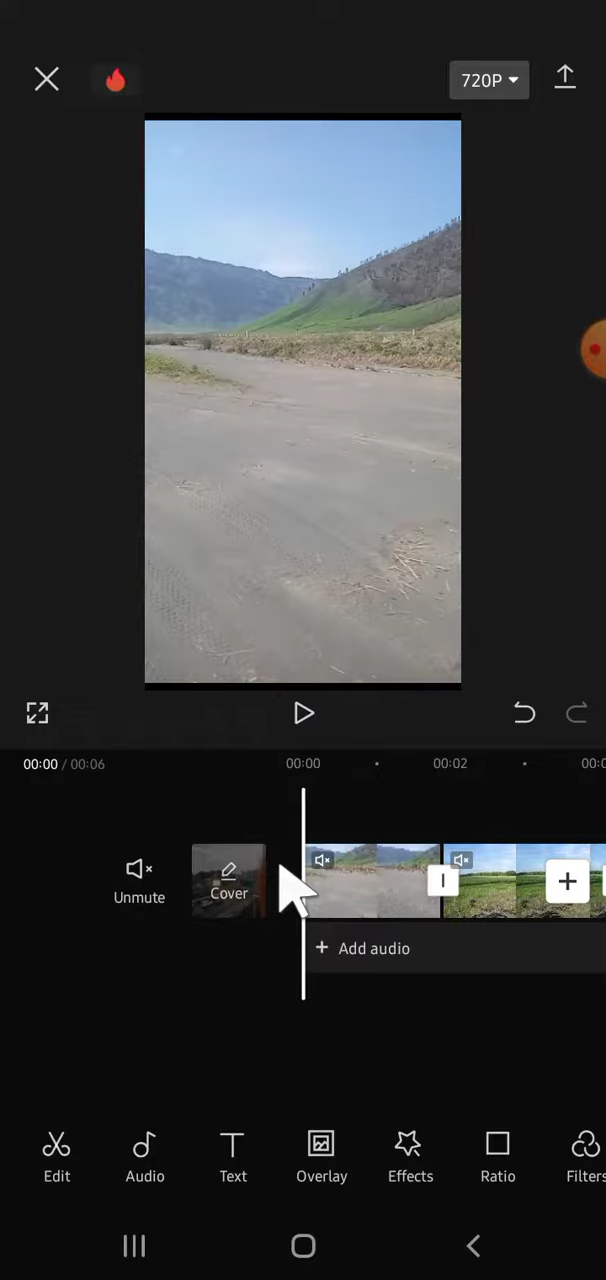 720P
00:00 / 00:06
00:00
00:02
Unmute
Cover
+ Add audio
Edit
Audio
Text
Overlay
Effects
Ratio
Filters